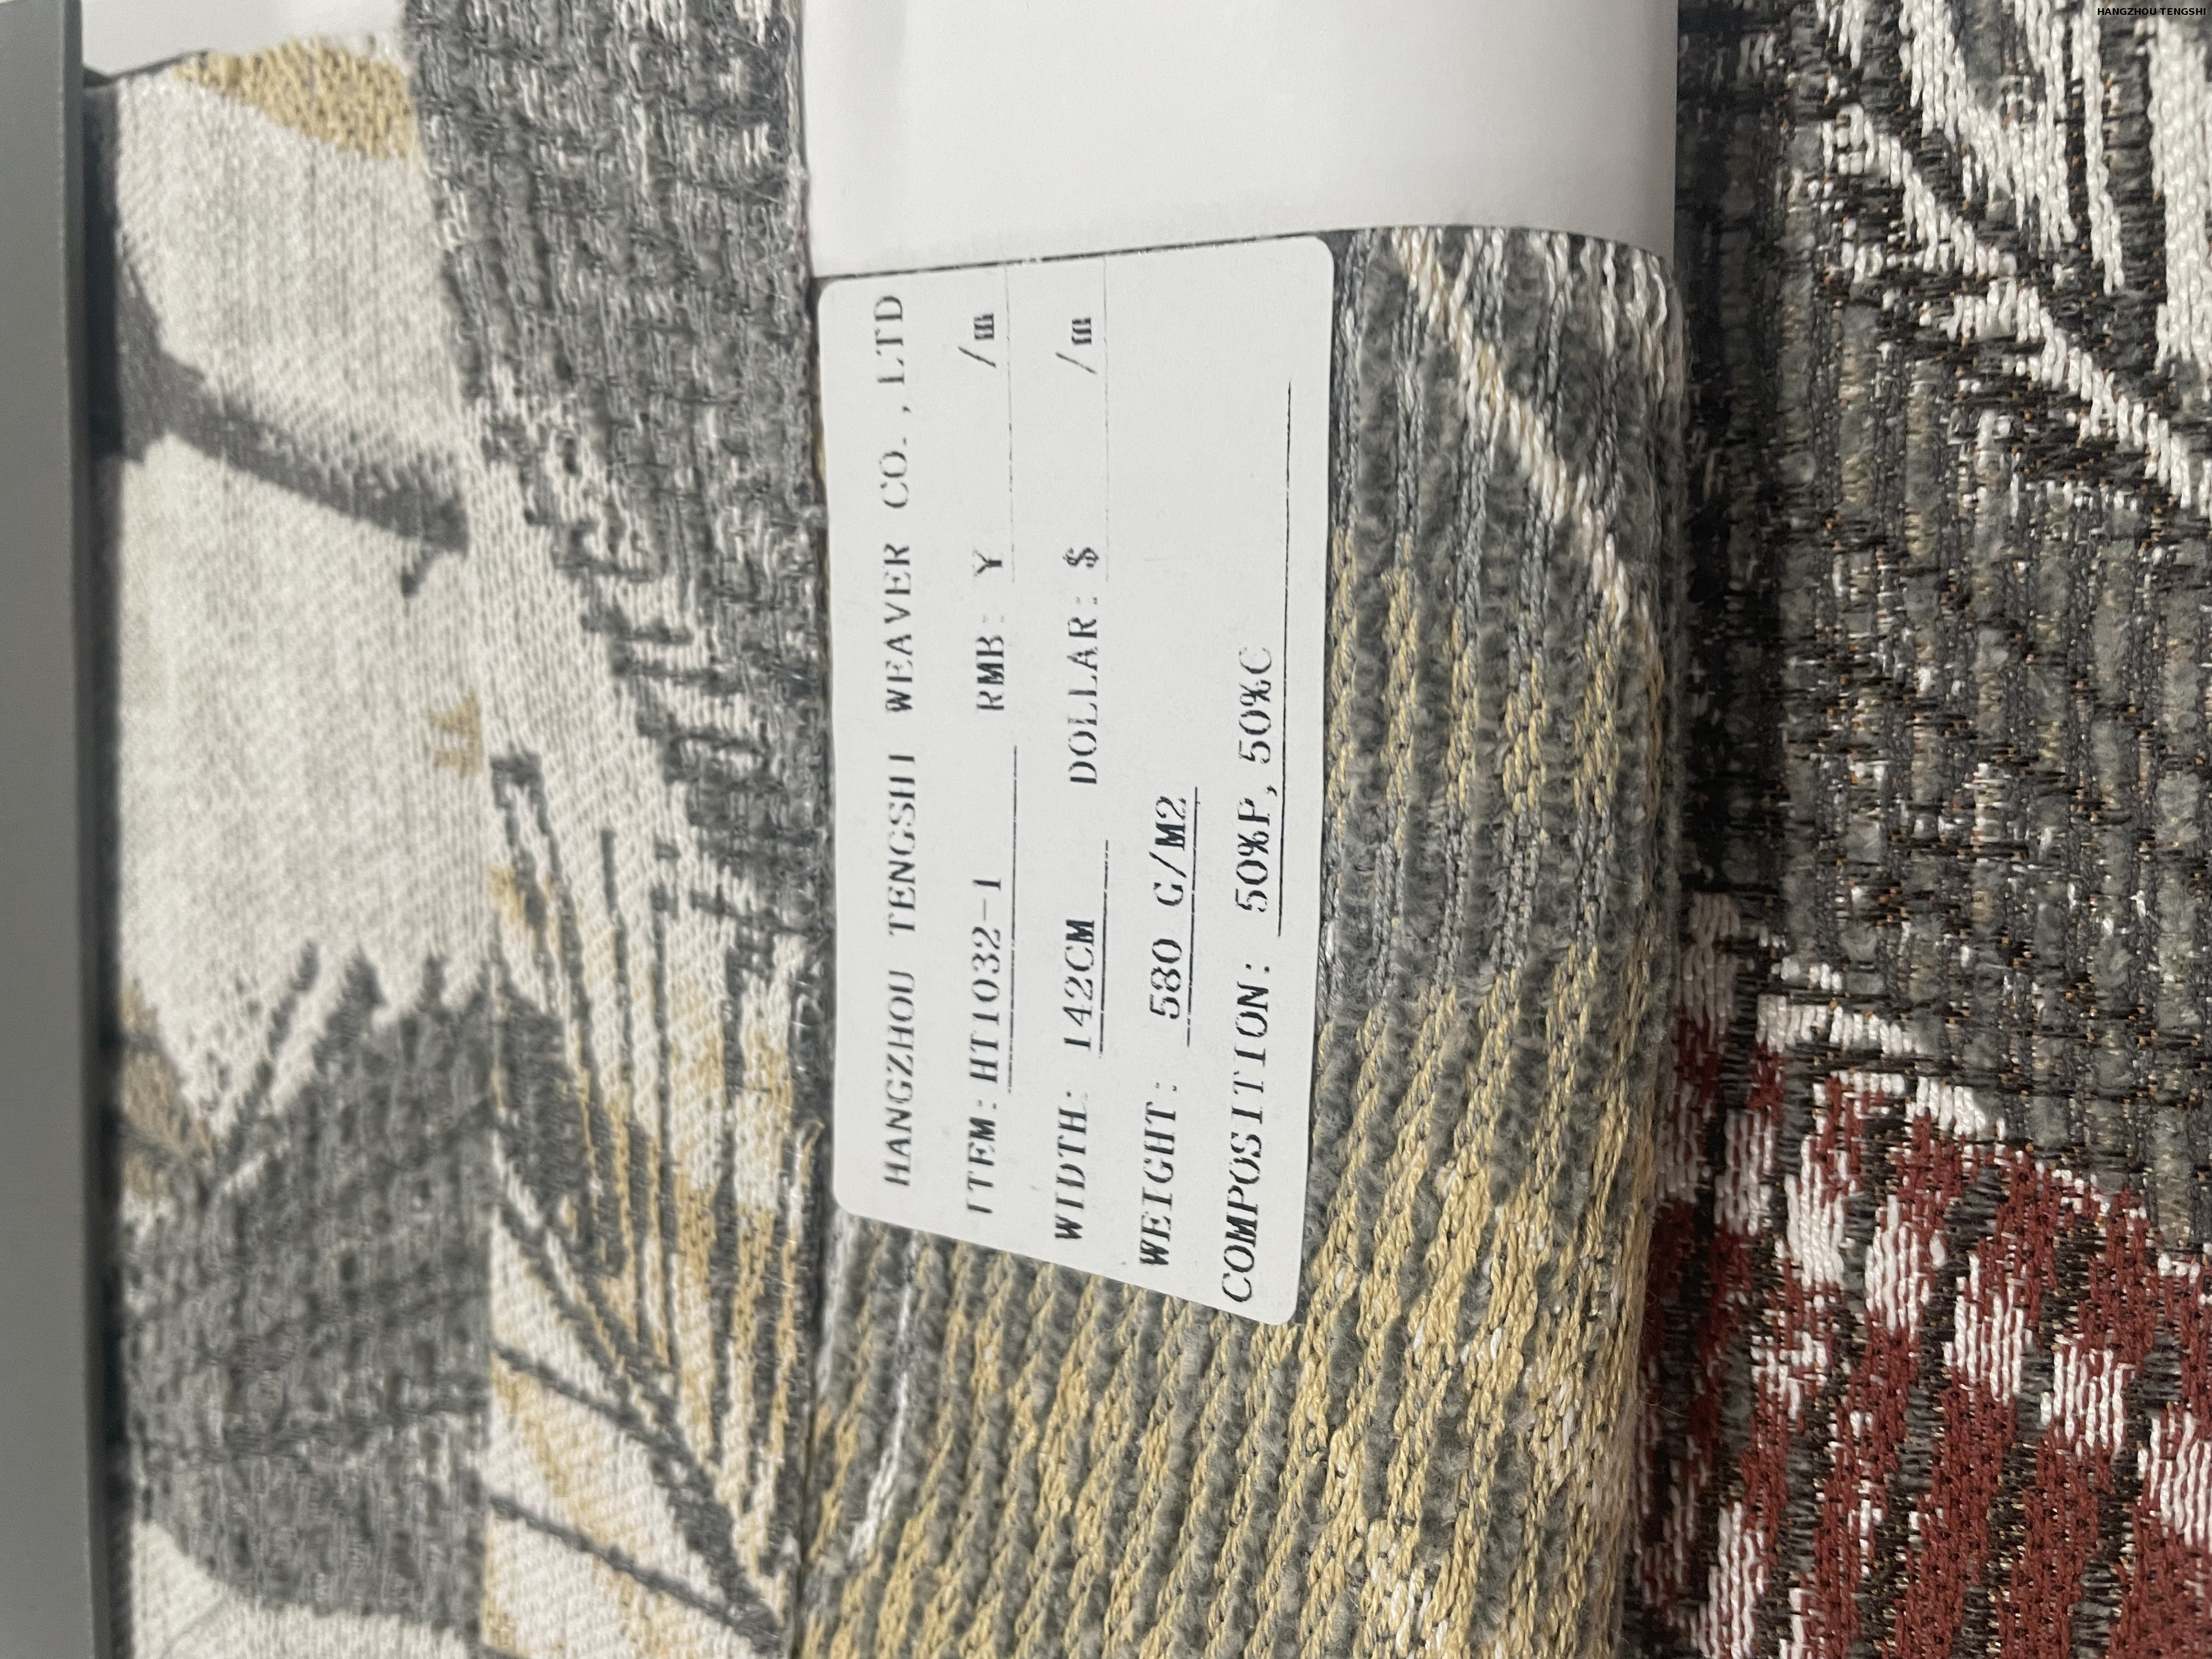 HANGZHOU TENGSHI
HANGZHOU TENGSHI WEAVER CO.,LTD
ITEM: HT1032-1 RMB: Y /m
WIDTH: 142CM DOLLAR: $ /m
WEIGHT: 580 G/M2
COMPOSITION: 50%P, 50%C